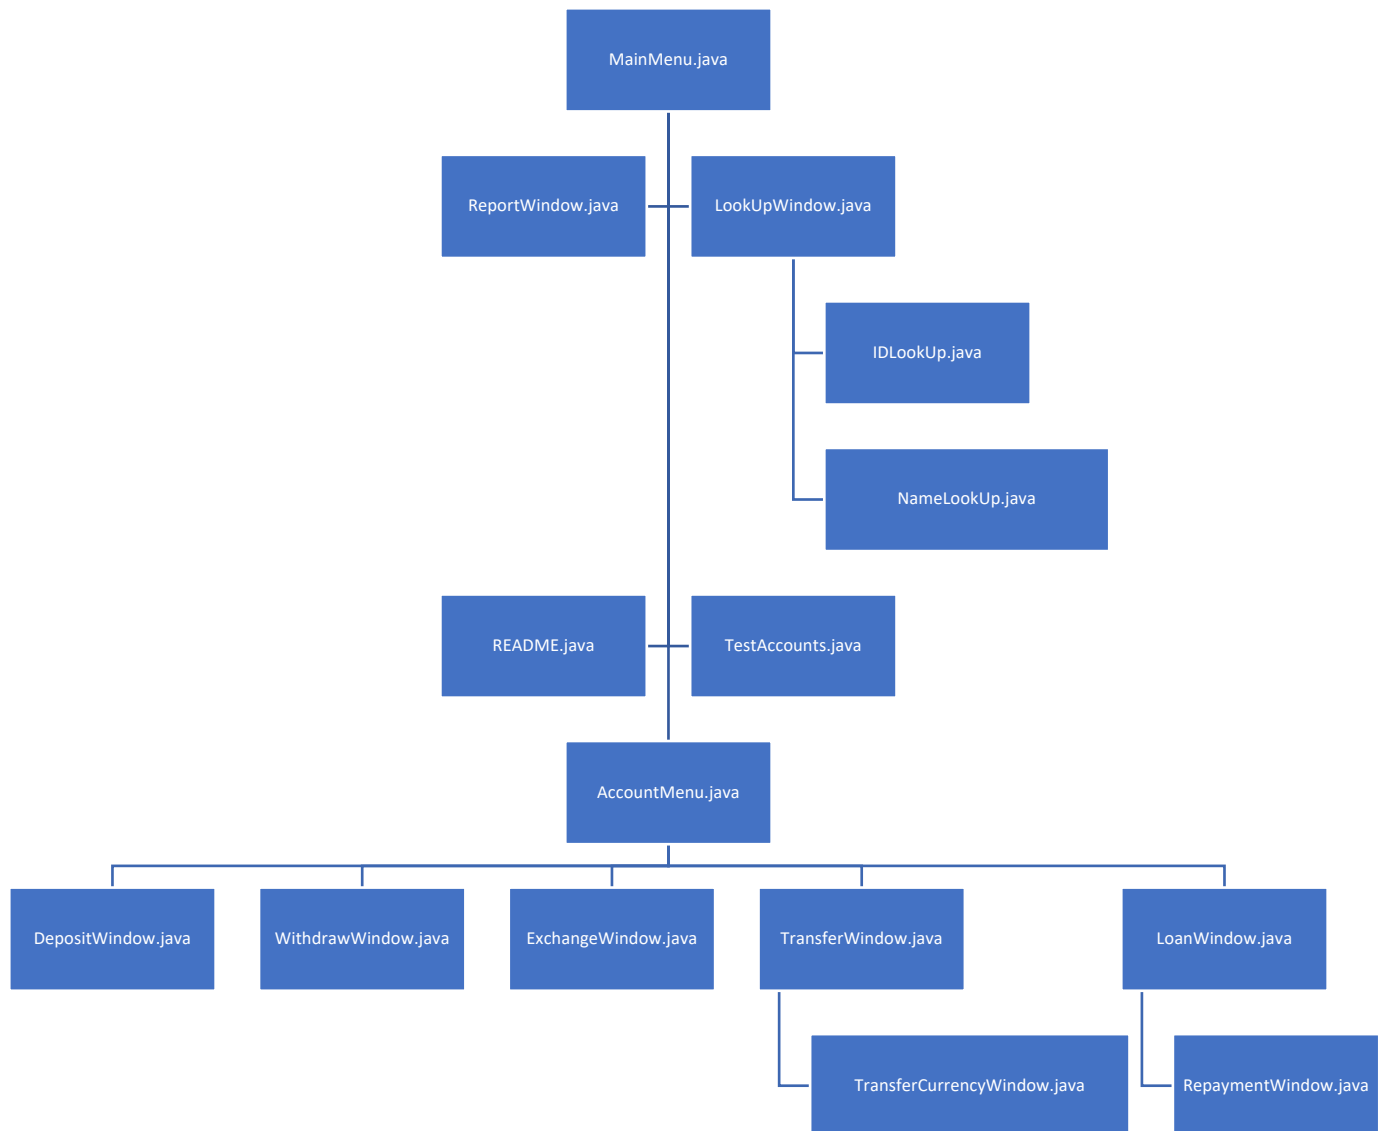 MainMenu.java
ReportWindow.java
LookUpWindow.java
IDLookUp.java
NameLookUp.java
README.java
TestAccounts.java
AccountMenu.java
DepositWindow.java
WithdrawWindow.java
ExchangeWindow.java
TransferWindow.java
LoanWindow.java
TransferCurrencyWindow.java
RepaymentWindow.java